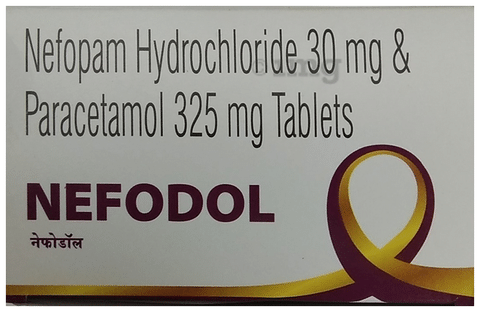 Nefopam Hydrochloride 30 mg &
Paracetamol 325 mg Tablets
NEFODOL
नेफोडॉल